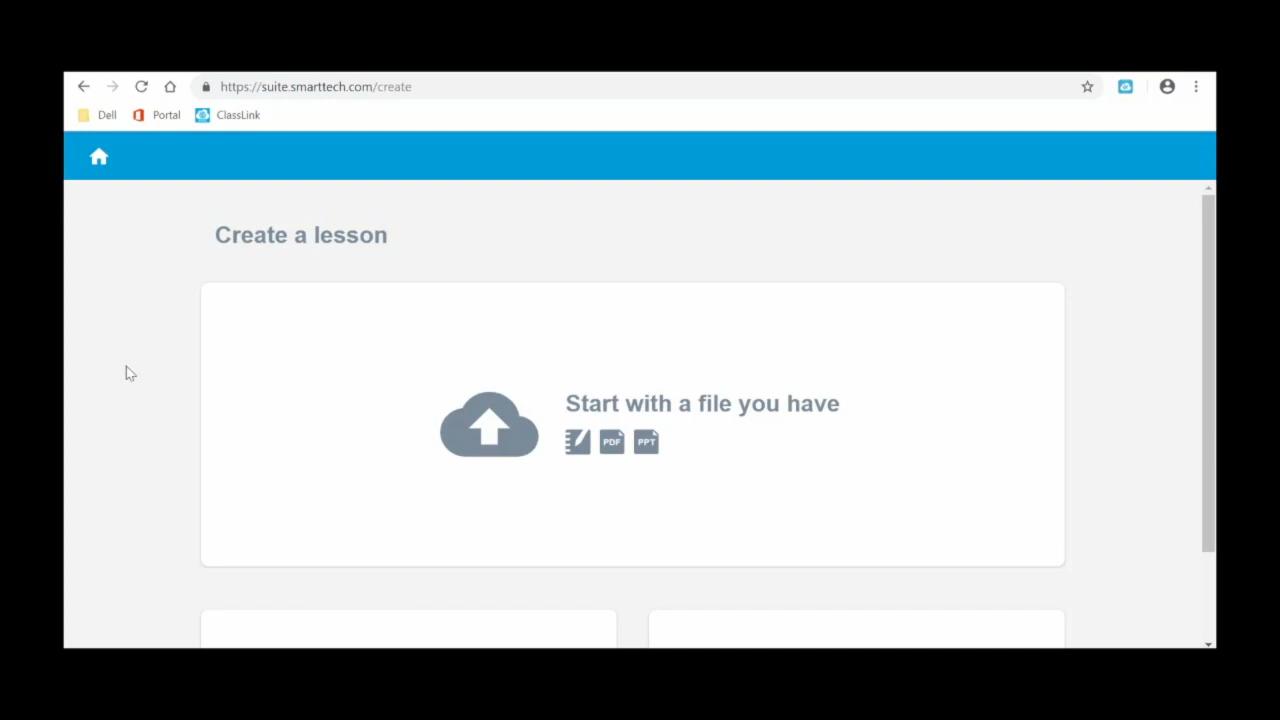 https://suite.smarttech.com/create
Dell Portal ClassLink
Create a lesson
Start with a file you have
PDF PPT